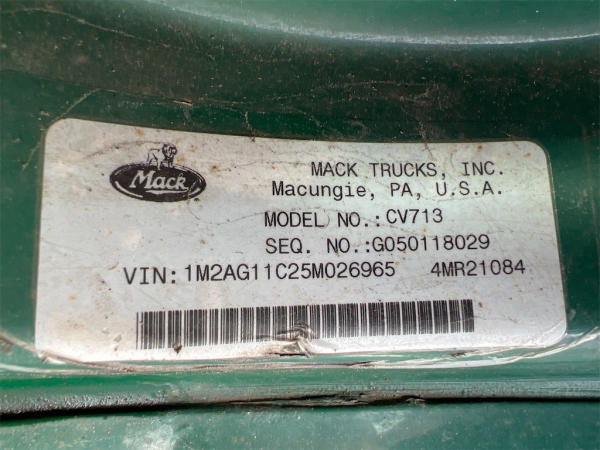 Mack
MACK TRUCKS, INC.
Macungie, PA, U.S.A.
MODEL NO.:CV713
SEQ. NO.:G050118029
VIN:1M2AG11C25M026965 4MR21084